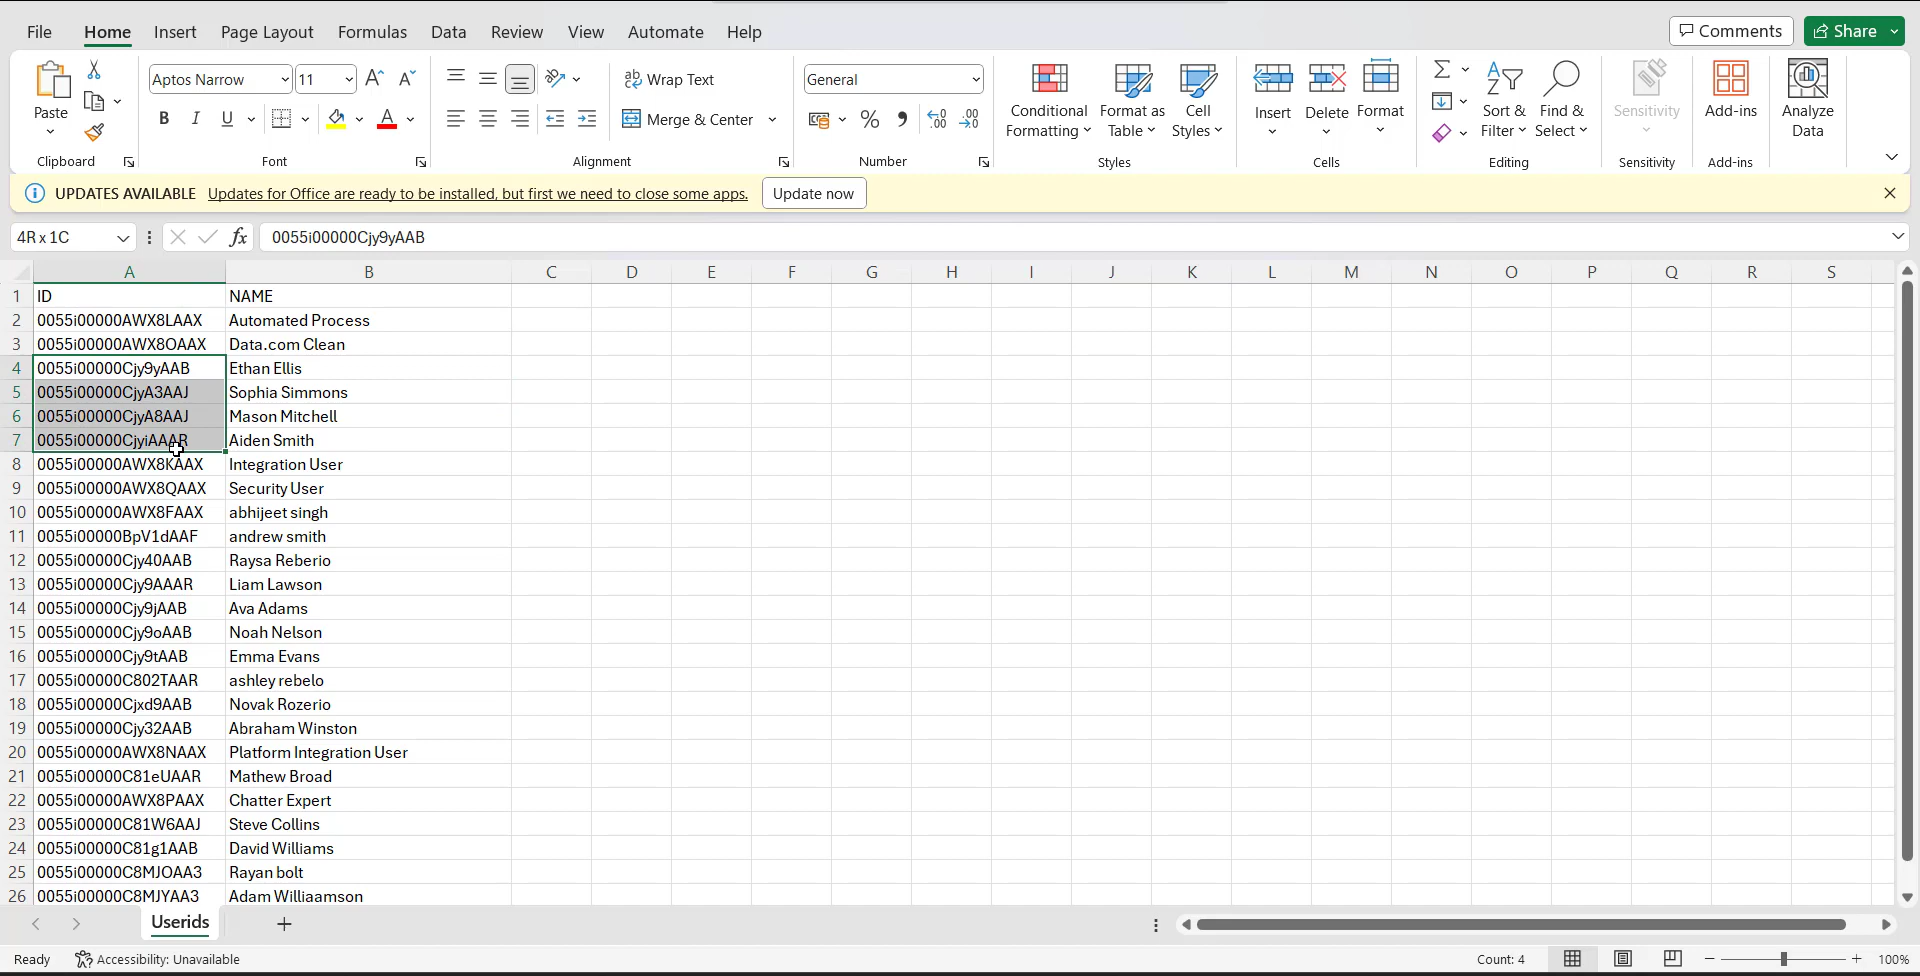 File Home Insert Page Layout Formulas Data Review View Automate Help Comments Share
Paste
Clipboard
Aptos Narrow 11
B I U A
Font
Wrap Text
Merge & Center
Alignment
General
% , .00
Number
Conditional Formatting
Format as Table
Cell Styles
Styles
Insert
Delete
Format
Cells
Sort & Filter
Find & Select
Editing
Sensitivity
Sensitivity
Add-ins
Add-ins
Analyze Data
UPDATES AVAILABLE Updates for Office are ready to be installed, but first we need to close some apps. Update now
4R x 1C fx 0055i00000Cjy9yAAB
A B C D E F G H I J K L M N O P Q R S
1 ID NAME
2 0055i00000AWX8LAAX Automated Process
3 0055i00000AWX8OAAX Data.com Clean
4 0055i00000Cjy9yAAB Ethan Ellis
5 0055i00000CjyA3AAJ Sophia Simmons
6 0055i00000CjyA8AAJ Mason Mitchell
7 0055i00000CjyiAAAR Aiden Smith
8 0055i00000AWX8KAAX Integration User
9 0055i00000AWX8QAAX Security User
10 0055i00000AWX8FAAX abhijeet singh
11 0055i00000BpV1dAAF andrew smith
12 0055i00000Cjy40AAB Raysa Reberio
13 0055i00000Cjy9AAAR Liam Lawson
14 0055i00000Cjy9jAAB Ava Adams
15 0055i00000Cjy9oAAB Noah Nelson
16 0055i00000Cjy9tAAB Emma Evans
17 0055i00000C802TAAR ashley rebelo
18 0055i00000Cjxd9AAB Novak Rozerio
19 0055i00000Cjy32AAB Abraham Winston
20 0055i00000AWX8NAAX Platform Integration User
21 0055i00000C81eUAAR Mathew Broad
22 0055i00000AWX8PAAX Chatter Expert
23 0055i00000C81W6AAJ Steve Collins
24 0055i00000C81g1AAB David Williams
25 0055i00000C8MJOAA3 Rayan bolt
26 0055i00000C8MJYAA3 Adam Williaamson
Userids
Ready Accessibility: Unavailable Count: 4 100%